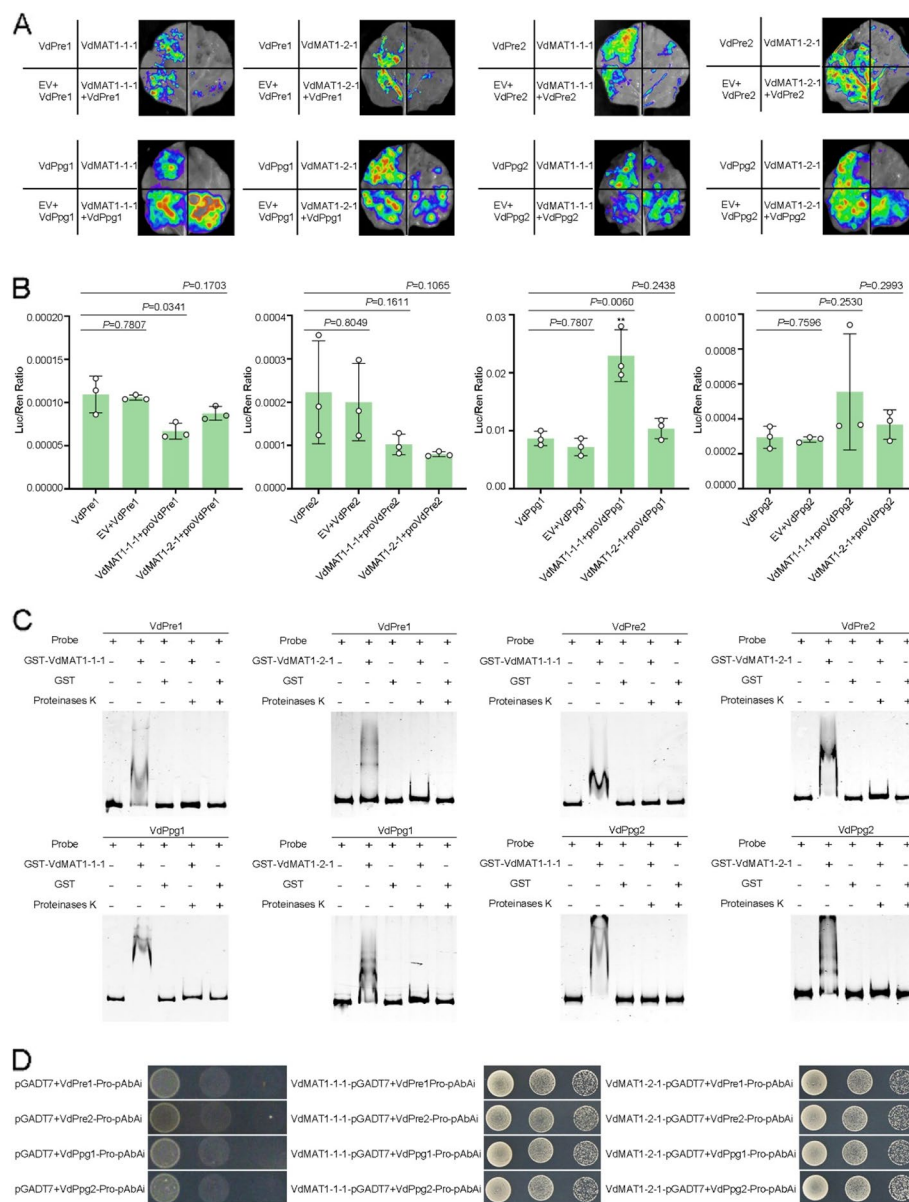 A
VdPre1 VdMAT1-1-1
EV+ VdMAT1-1-1
VdPre1 +VdPre1
VdPre1 VdMAT1-2-1
EV+ VdMAT1-2-1
VdPre1 +VdPre1
VdPre2 VdMAT1-1-1
EV+ VdMAT1-1-1
VdPre2 +VdPre2
VdPre2 VdMAT1-2-1
EV+ VdMAT1-2-1
VdPre2 +VdPre2
VdPpg1 VdMAT1-1-1
EV+ VdMAT1-1-1
VdPpg1 +VdPpg1
VdPpg1 VdMAT1-2-1
EV+ VdMAT1-2-1
VdPpg1 +VdPpg1
VdPpg2 VdMAT1-1-1
EV+ VdMAT1-1-1
VdPpg2 +VdPpg2
VdPpg2 VdMAT1-2-1
EV+ VdMAT1-2-1
VdPpg2 +VdPpg2
B
P=0.1703
P=0.0341
P=0.7807
Luc/Ren Ratio
0.00020
0.00015
0.00010
0.00005
0.00000
VdPre1
EV+VdPre1
VdMAT1-1-1+proVdPre1
VdMAT1-2-1+proVdPre1
P=0.1065
P=0.1611
P=0.8049
Luc/Ren Ratio
0.0004
0.0003
0.0002
0.0001
0.0000
VdPre2
EV+VdPre2
VdMAT1-1-1+proVdPre2
VdMAT1-2-1+proVdPre2
P=0.2438
P=0.0060
P=0.7807
**
Luc/Ren Ratio
0.03
0.02
0.01
0.00
VdPpg1
EV+VdPpg1
VdMAT1-1-1+proVdPpg1
VdMAT1-2-1+proVdPpg1
P=0.2993
P=0.2530
P=0.7596
Luc/Ren Ratio
0.0010
0.0008
0.0006
0.0004
0.0002
0.0000
VdPpg2
EV+VdPpg2
VdMAT1-1-1+proVdPpg2
VdMAT1-2-1+proVdPpg2
C
VdPre1
Probe + + + + +
GST-VdMAT1-1-1 - + - + -
GST - - + - +
Proteinases K - - - + +
VdPre1
Probe + + + + +
GST-VdMAT1-2-1 - + - + -
GST - - + - +
Proteinases K - - - + +
VdPre2
Probe + + + + +
GST-VdMAT1-1-1 - + - + -
GST - - + - +
Proteinases K - - - + +
VdPre2
Probe + + + + +
GST-VdMAT1-2-1 - + - + -
GST - - + - +
Proteinases K - - - + +
VdPpg1
Probe + + + + +
GST-VdMAT1-1-1 - + - + -
GST - - + - +
Proteinases K - - - + +
VdPpg1
Probe + + + + +
GST-VdMAT1-2-1 - + - + -
GST - - + - +
Proteinases K - - - + +
VdPpg2
Probe + + + + +
GST-VdMAT1-1-1 - + - + -
GST - - + - +
Proteinases K - - - + +
VdPpg2
Probe + + + + +
GST-VdMAT1-2-1 - + - + -
GST - - + - +
Proteinases K - - - + +
D
pGADT7+VdPre1-Pro-pAbAi VdMAT1-1-1-pGADT7+VdPre1Pro-pAbAi VdMAT1-2-1-pGADT7+VdPre1-Pro-pAbAi
pGADT7+VdPre2-Pro-pAbAi VdMAT1-1-1-pGADT7+VdPre2-Pro-pAbAi VdMAT1-2-1-pGADT7+VdPre2-Pro-pAbAi
pGADT7+VdPpg1-Pro-pAbAi VdMAT1-1-1-pGADT7+VdPpg1-Pro-pAbAi VdMAT1-2-1-pGADT7+VdPpg1-Pro-pAbAi
pGADT7+VdPpg2-Pro-pAbAi VdMAT1-1-1-pGADT7+VdPpg2-Pro-pAbAi VdMAT1-2-1-pGADT7+VdPpg2-Pro-pAbAi